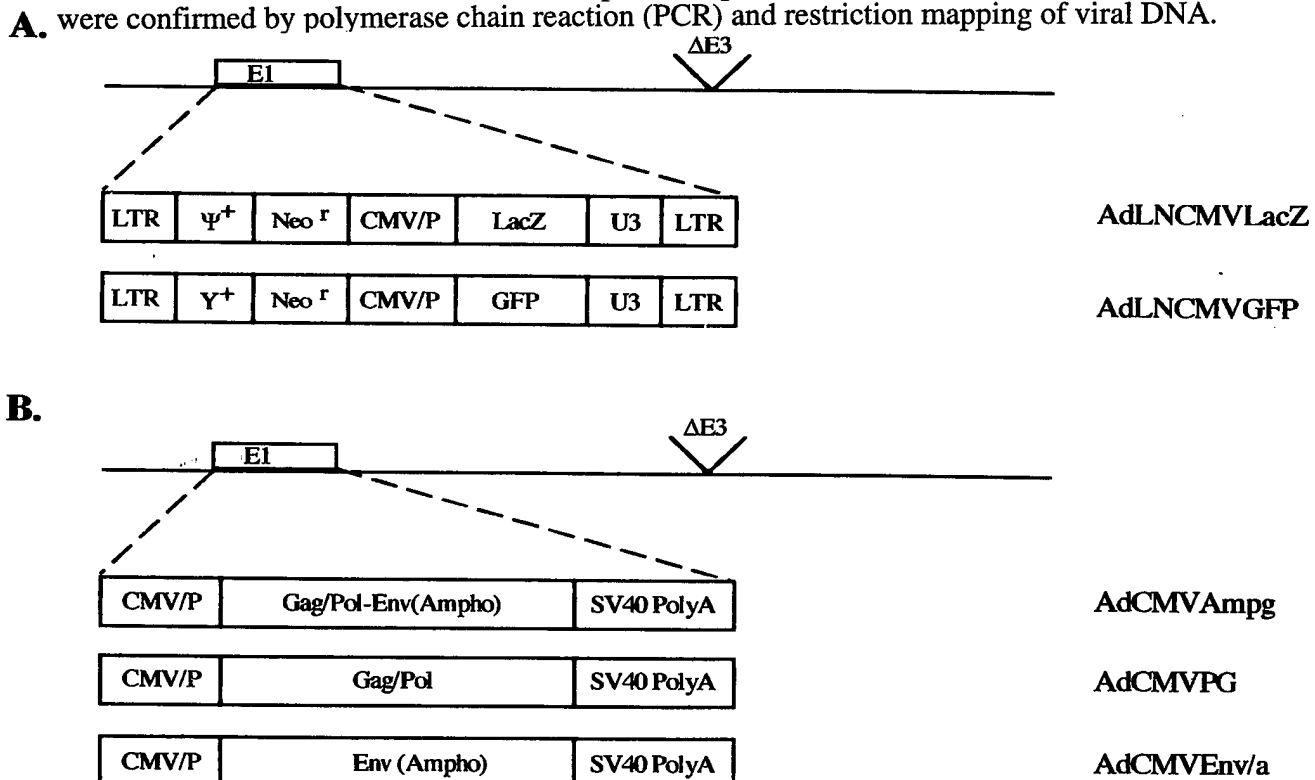 A. were confirmed by polymerase chain reaction (PCR) and restriction mapping of viral DNA.
ΔE3
E1
LTR Ψ+ Neo r CMV/P LacZ U3 LTR AdLNCMVLacZ
LTR Y+ Neo r CMV/P GFP U3 LTR AdLNCMVGFP
B.
ΔE3
E1
CMV/P Gag/Pol-Env(Ampho) SV40 PolyA AdCMVAmpg
CMV/P Gag/Pol SV40 PolyA AdCMVPG
CMV/P Env (Ampho) SV40 PolyA AdCMVEnv/a